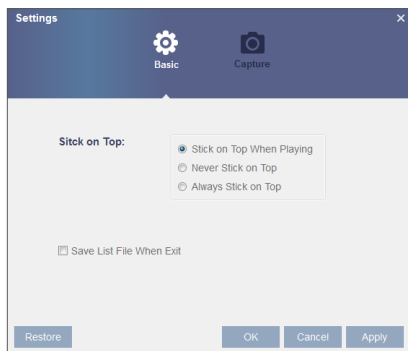 Settings
Basic
Capture
Sitck on Top:
Stick on Top When Playing
Never Stick on Top
Always Stick on Top
Save List File When Exit
Restore
OK
Cancel
Apply